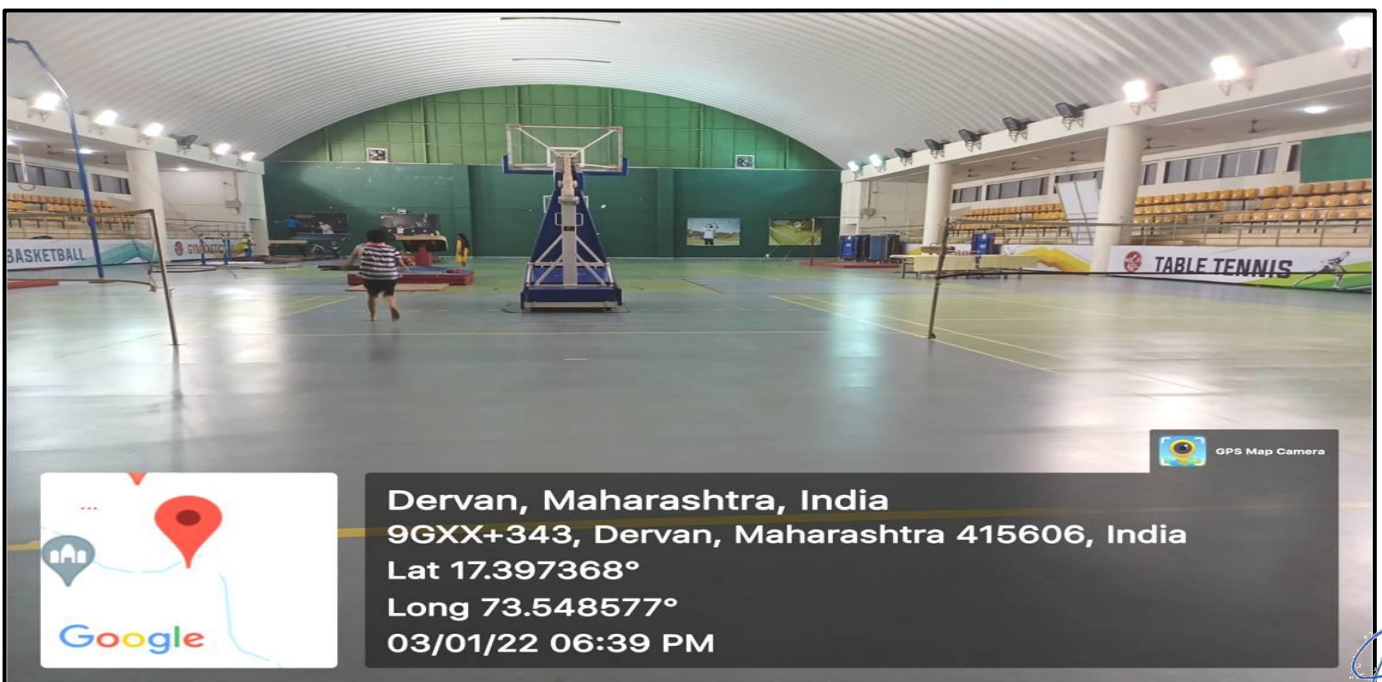 BASKETBALL
GYMNASTIC
TABLE TENNIS
GPS Map Camera
Dervan, Maharashtra, India
9GXX+343, Dervan, Maharashtra 415606, India
Lat 17.397368°
Long 73.548577°
03/01/22 06:39 PM
Google